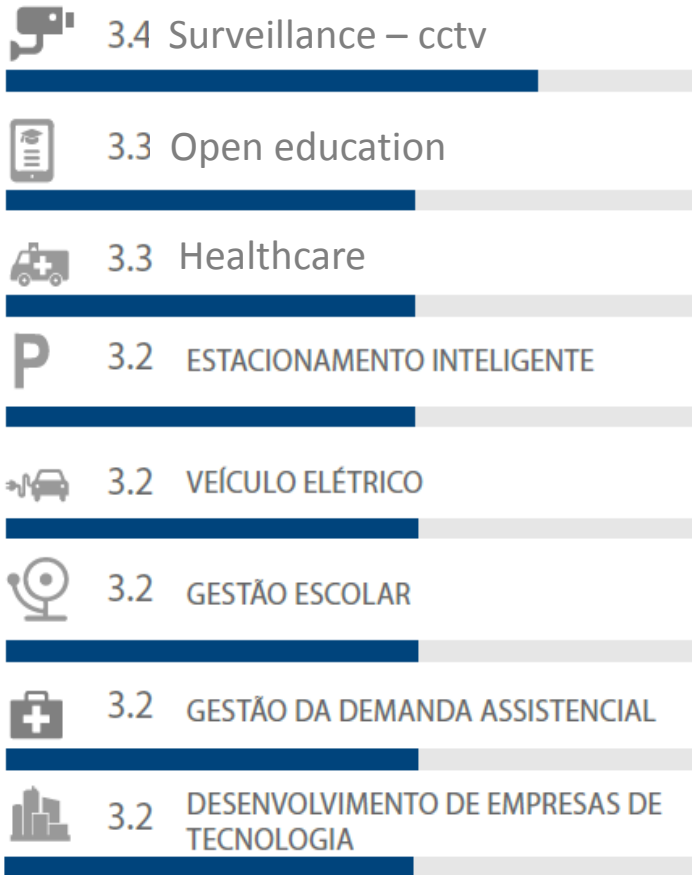 3.4 Surveillance – cctv
3.3 Open education
3.3 Healthcare
P 3.2 ESTACIONAMENTO INTELIGENTE
3.2 VEÍCULO ELÉTRICO
3.2 GESTÃO ESCOLAR
3.2 GESTÃO DA DEMANDA ASSISTENCIAL
3.2 DESENVOLVIMENTO DE EMPRESAS DE
TECNOLOGIA